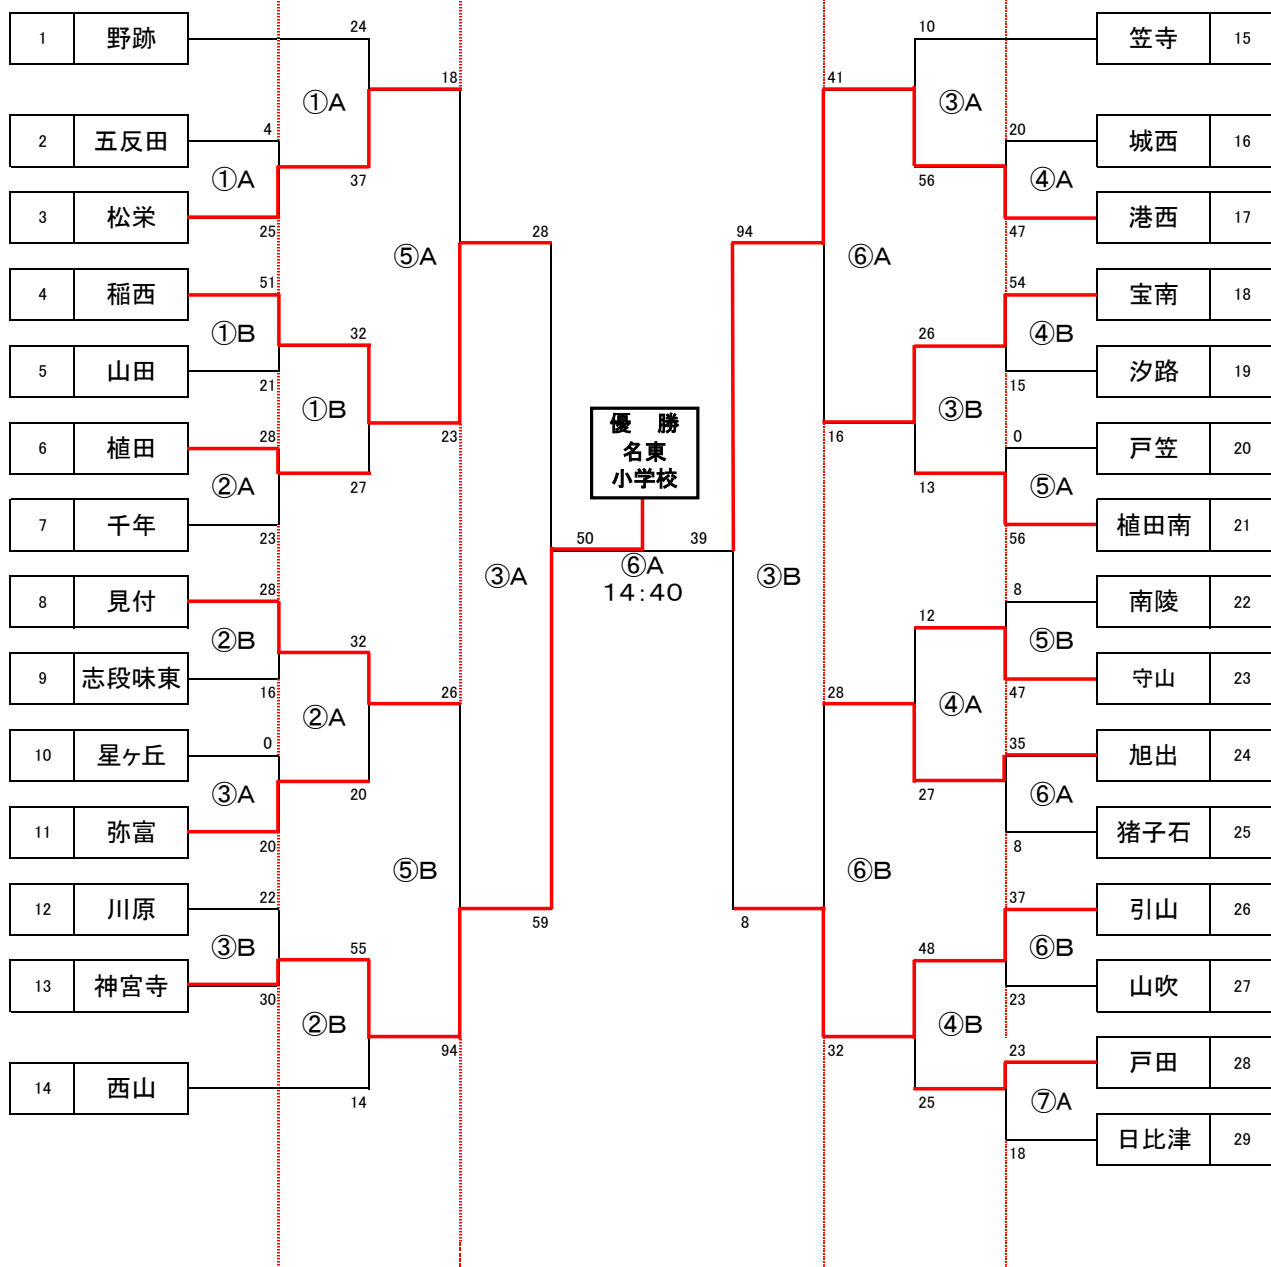 1 野跡
2 五反田
3 松栄
4 稲西
5 山田
6 植田
7 千年
8 見付
9 志段味東
10 星ヶ丘
11 弥富
12 川原
13 神宮寺
14 西山
4
25
51
21
28
23
28
16
0
20
22
30
①A
①B
②A
②B
③A
③B
24
37
32
27
32
20
55
14
①A
①B
②A
②B
18
23
26
94
⑤A
⑤B
28
59
③A
優 勝
名東
小学校
50 39
⑥A
14:40
94
8
③B
41
16
28
32
⑥A
⑥B
10
56
26
13
12
27
48
25
③A
③B
④A
④B
20
47
54
15
0
56
8
47
35
8
37
23
23
18
④A
④B
⑤A
⑤B
⑥A
⑥B
⑦A
笠寺 15
城西 16
港西 17
宝南 18
汐路 19
戸笠 20
植田南 21
南陵 22
守山 23
旭出 24
猪子石 25
引山 26
山吹 27
戸田 28
日比津 29